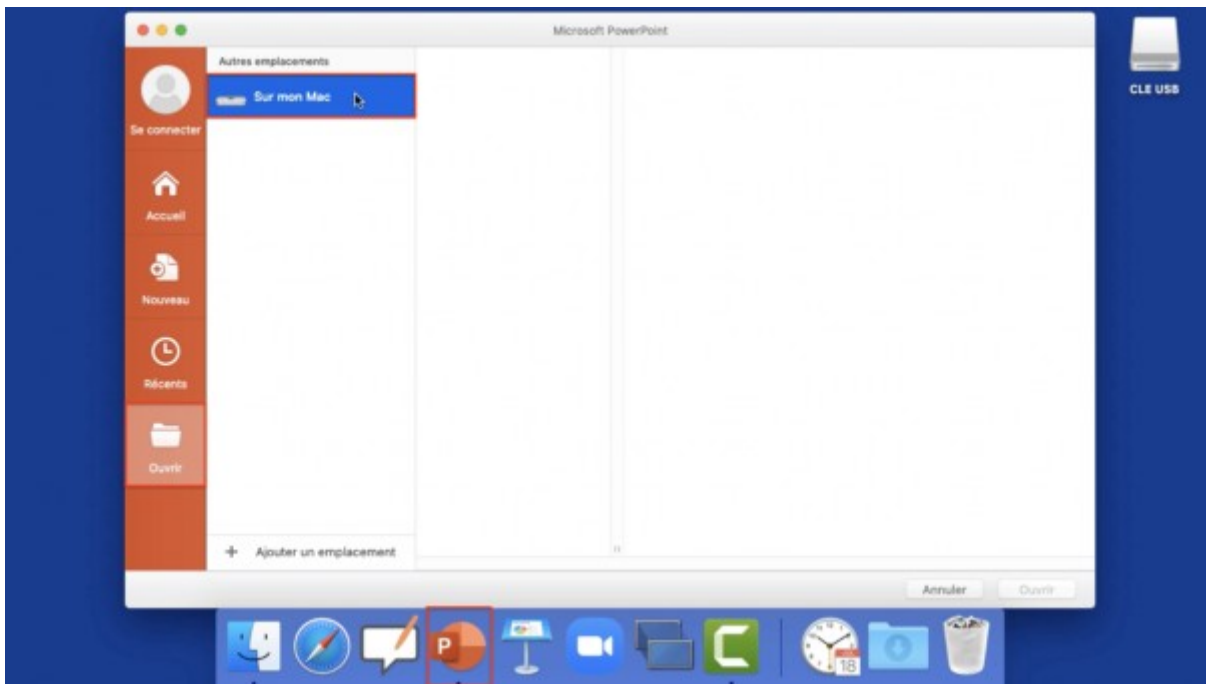 Microsoft PowerPoint
CLE USB
Se connecter
Accueil
Nouveau
Récents
Ouvrir
Autres emplacements
Sur mon Mac
+ Ajouter un emplacement
Annuler
Ouvrir
P
18